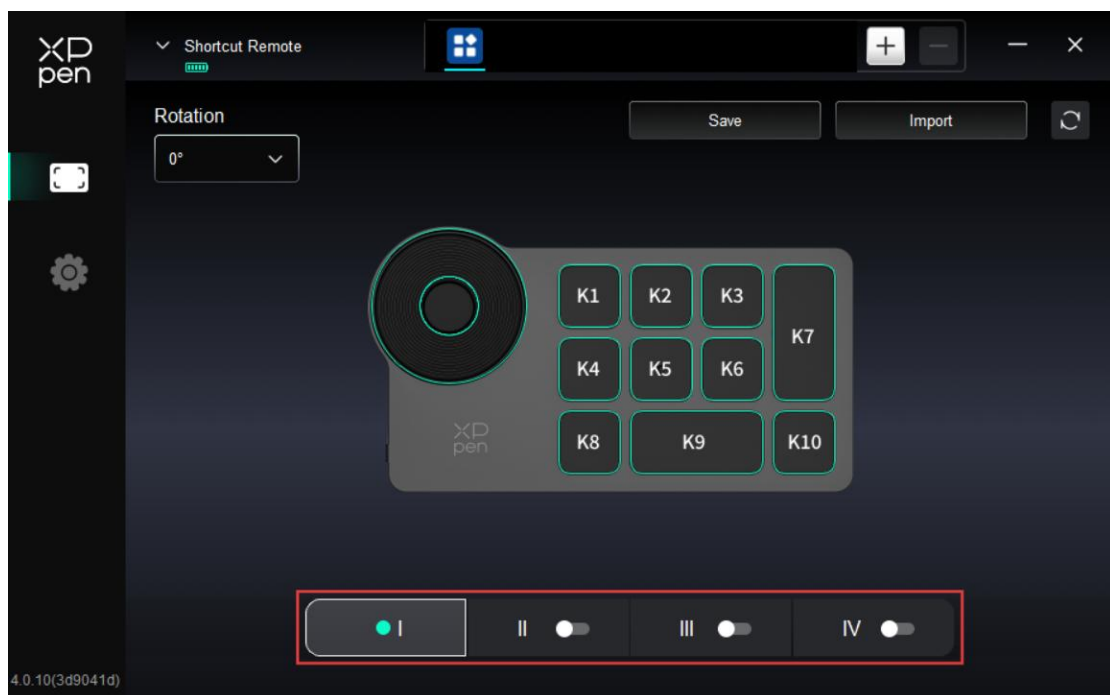 XP
pen
Shortcut Remote
Rotation
Save
Import
0°
K1
K2
K3
K7
K4
K5
K6
XP
pen
K8
K9
K10
I
II
III
IV
4.0.10(3d9041d)